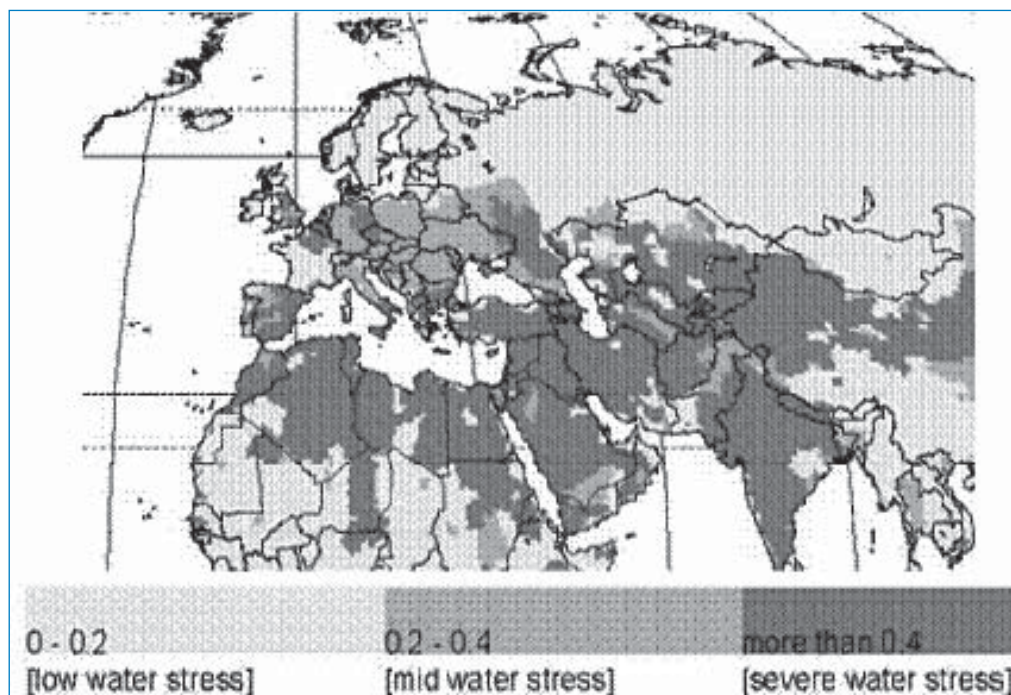 0 - 0.2 0.2 - 0.4 more than 0.4
[low water stress] [mid water stress] [severe water stress]